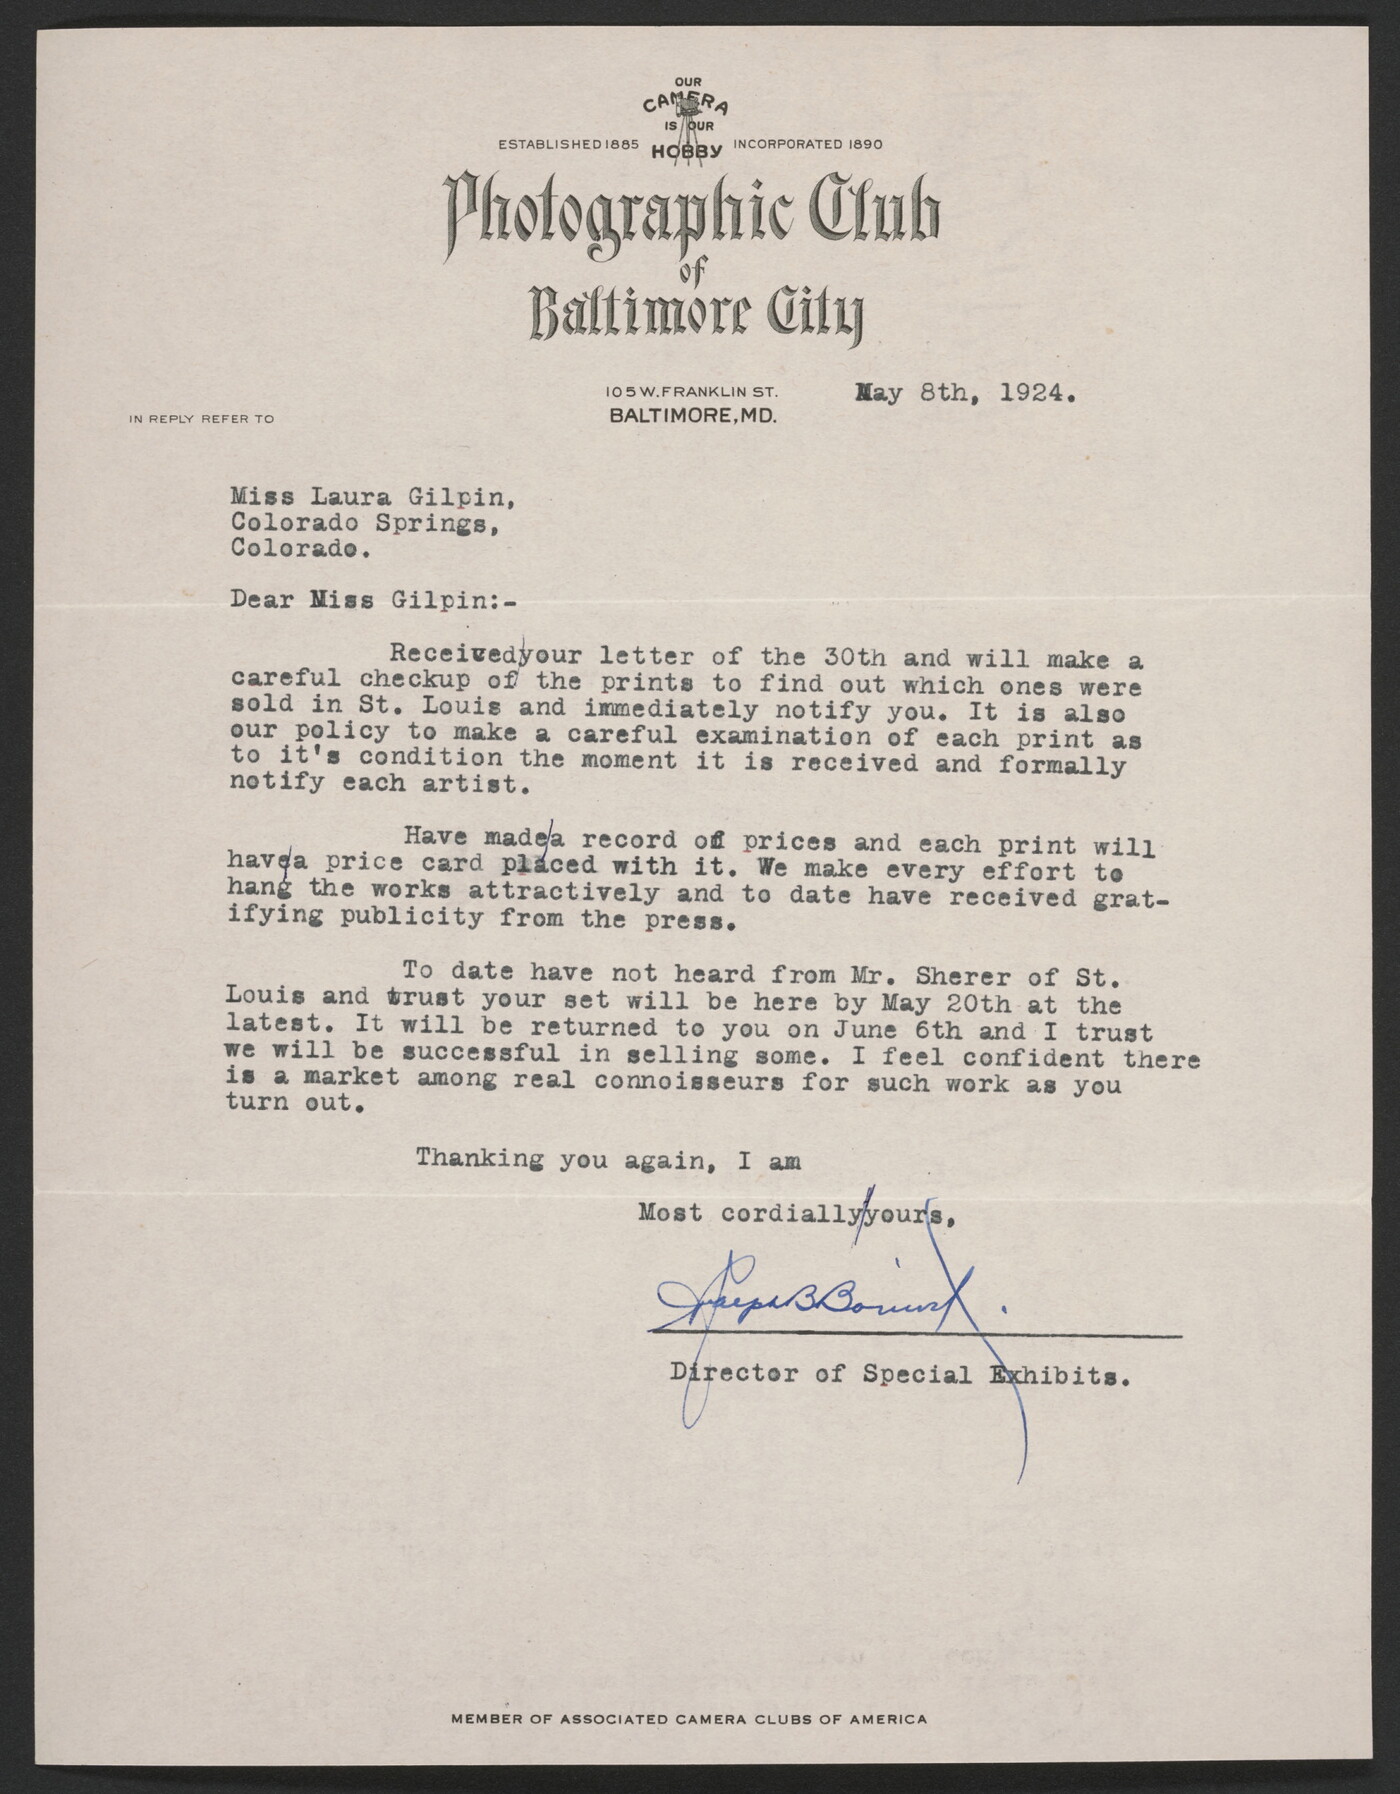 OUR
CAMERA
IS OUR
HOBBY
ESTABLISHED 1885 INCORPORATED 1890
Photographic Club
of
Baltimore City
105 W. FRANKLIN ST.
BALTIMORE, MD.
May 8th, 1924.
IN REPLY REFER TO
Miss Laura Gilpin,
Colorado Springs,
Colorado.
Dear Miss Gilpin:-
Received/your letter of the 30th and will make a
careful checkup of the prints to find out which ones were
sold in St. Louis and immediately notify you. It is also
our policy to make a careful examination of each print as
to it's condition the moment it is received and formally
notify each artist.
Have made/a record of prices and each print will
have/a price card placed with it. We make every effort to
hang the works attractively and to date have received grat-
ifying publicity from the press.
To date have not heard from Mr. Sherer of St.
Louis and trust your set will be here by May 20th at the
latest. It will be returned to you on June 6th and I trust
we will be successful in selling some. I feel confident there
is a market among real connoisseurs for such work as you
turn out.
Thanking you again, I am
Most cordially/yours,
Joseph B
Director of Special Exhibits.
MEMBER OF ASSOCIATED CAMERA CLUBS OF AMERICA